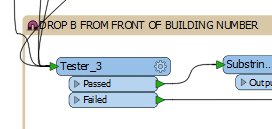 DROP B FROM FRONT OF BUILDING NUMBER
Tester_3
Substrin...
Passed
Outpu
Failed